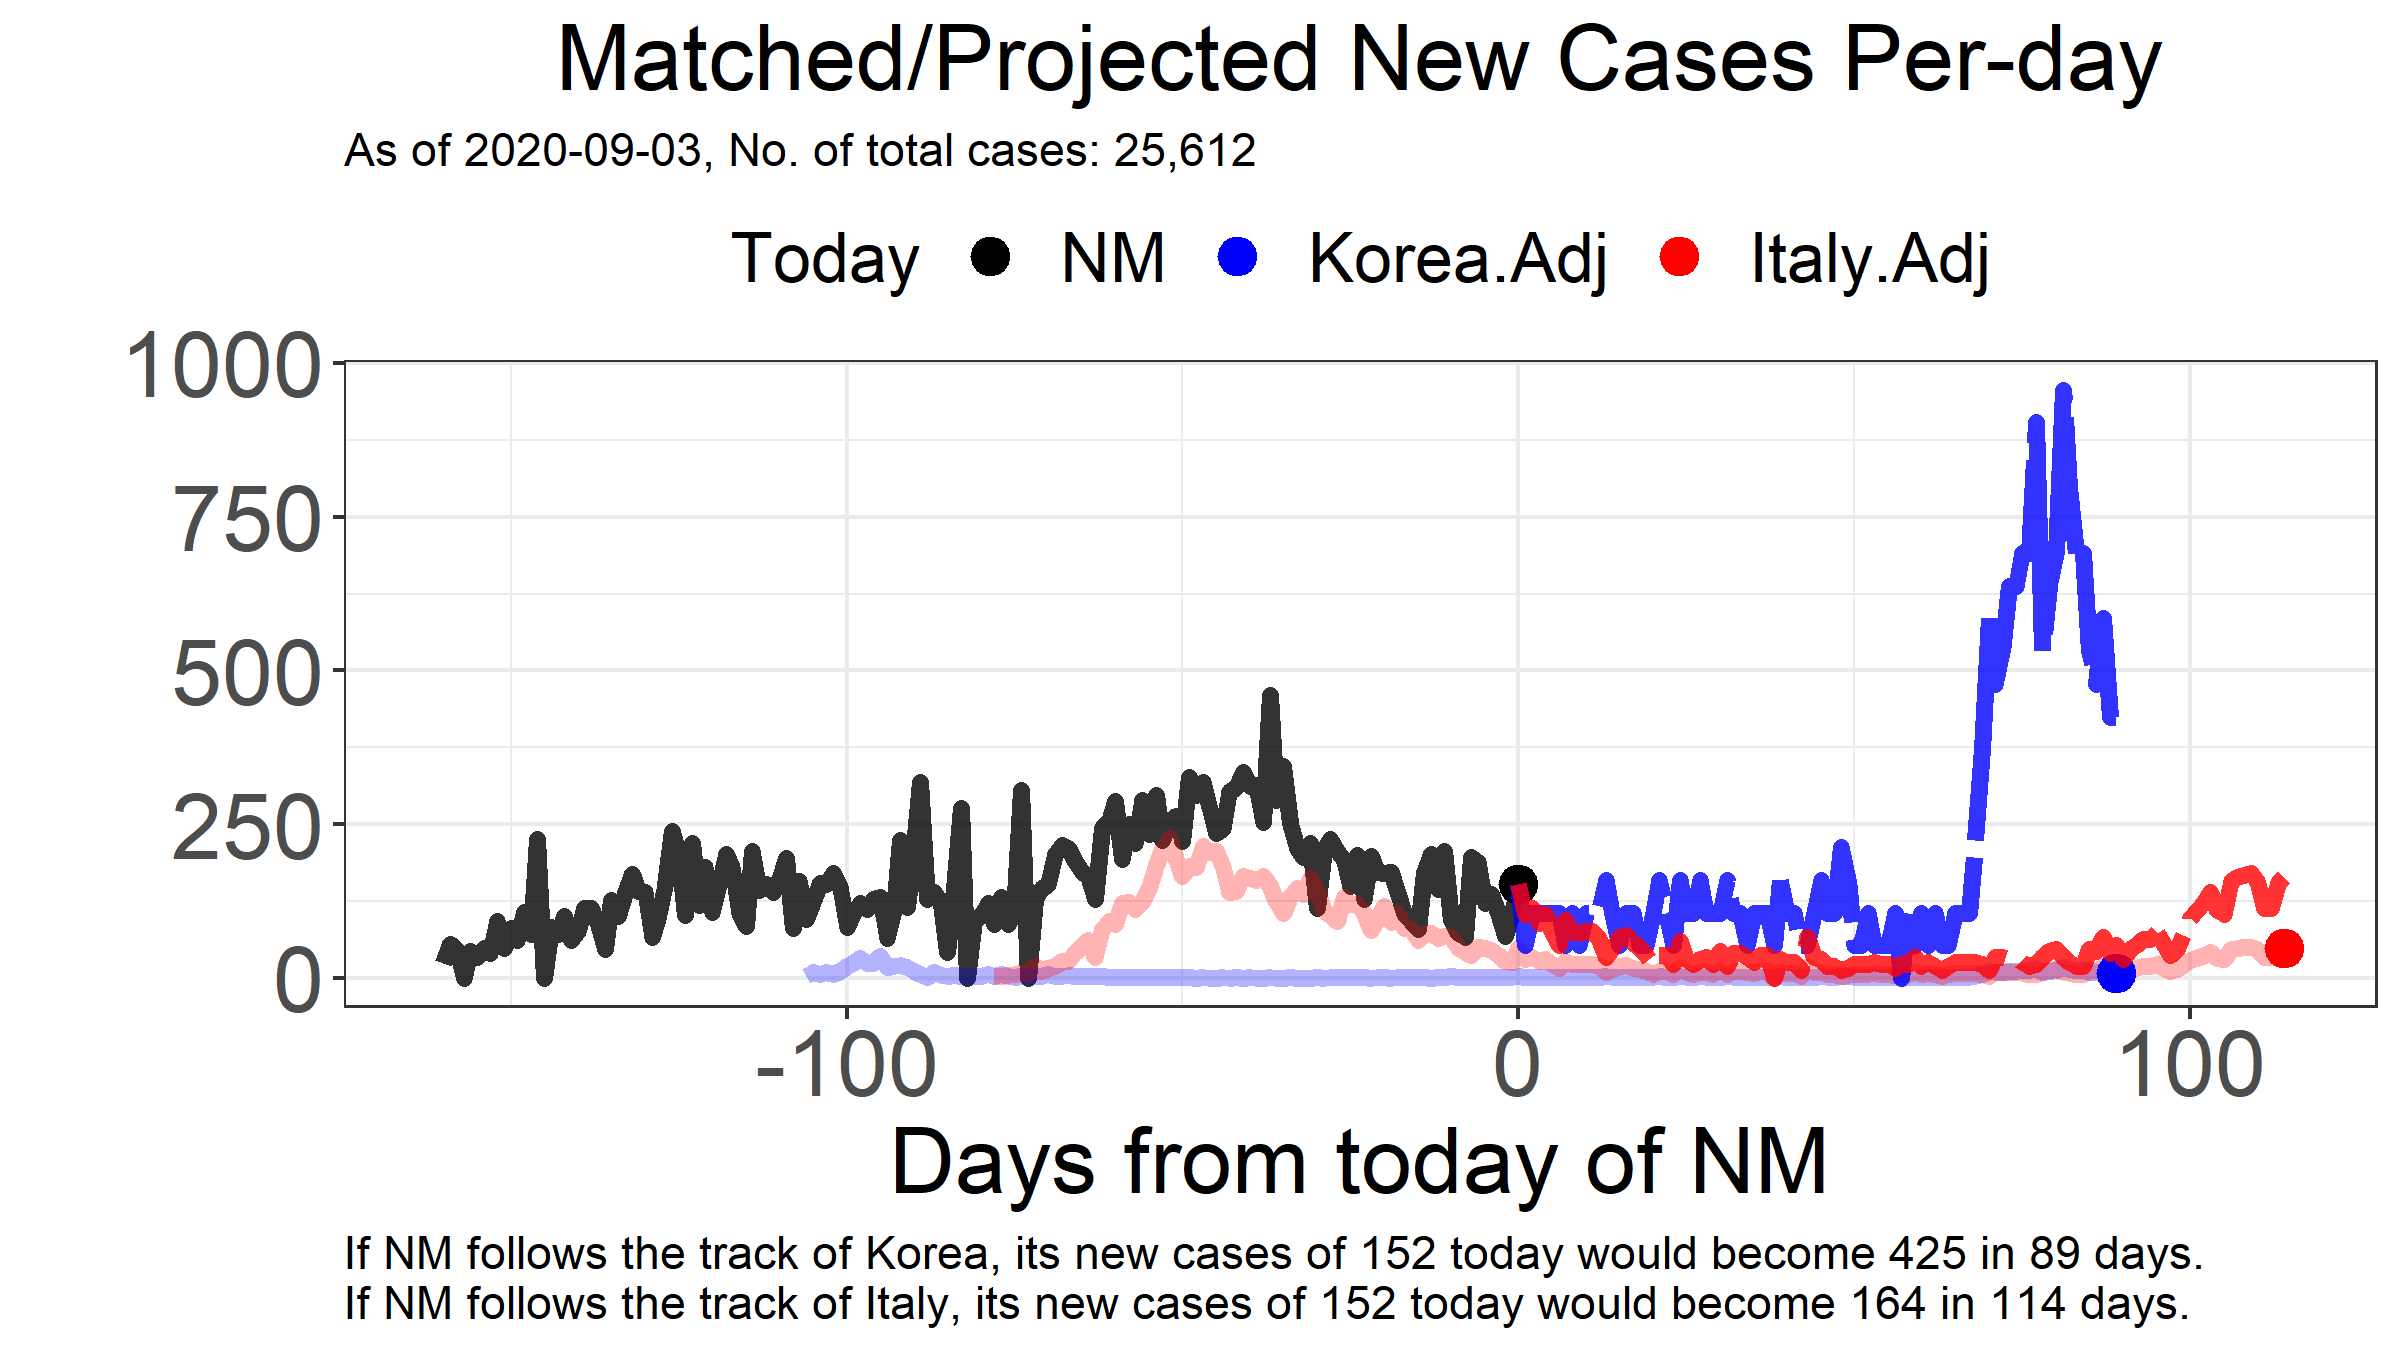 Matched/Projected New Cases Per-day
As of 2020-09-03, No. of total cases: 25,612
Today NM Korea.Adj Italy.Adj
1000
750
500
250
0
-100 0 100
Days from today of NM
If NM follows the track of Korea, its new cases of 152 today would become 425 in 89 days.
If NM follows the track of Italy, its new cases of 152 today would become 164 in 114 days.